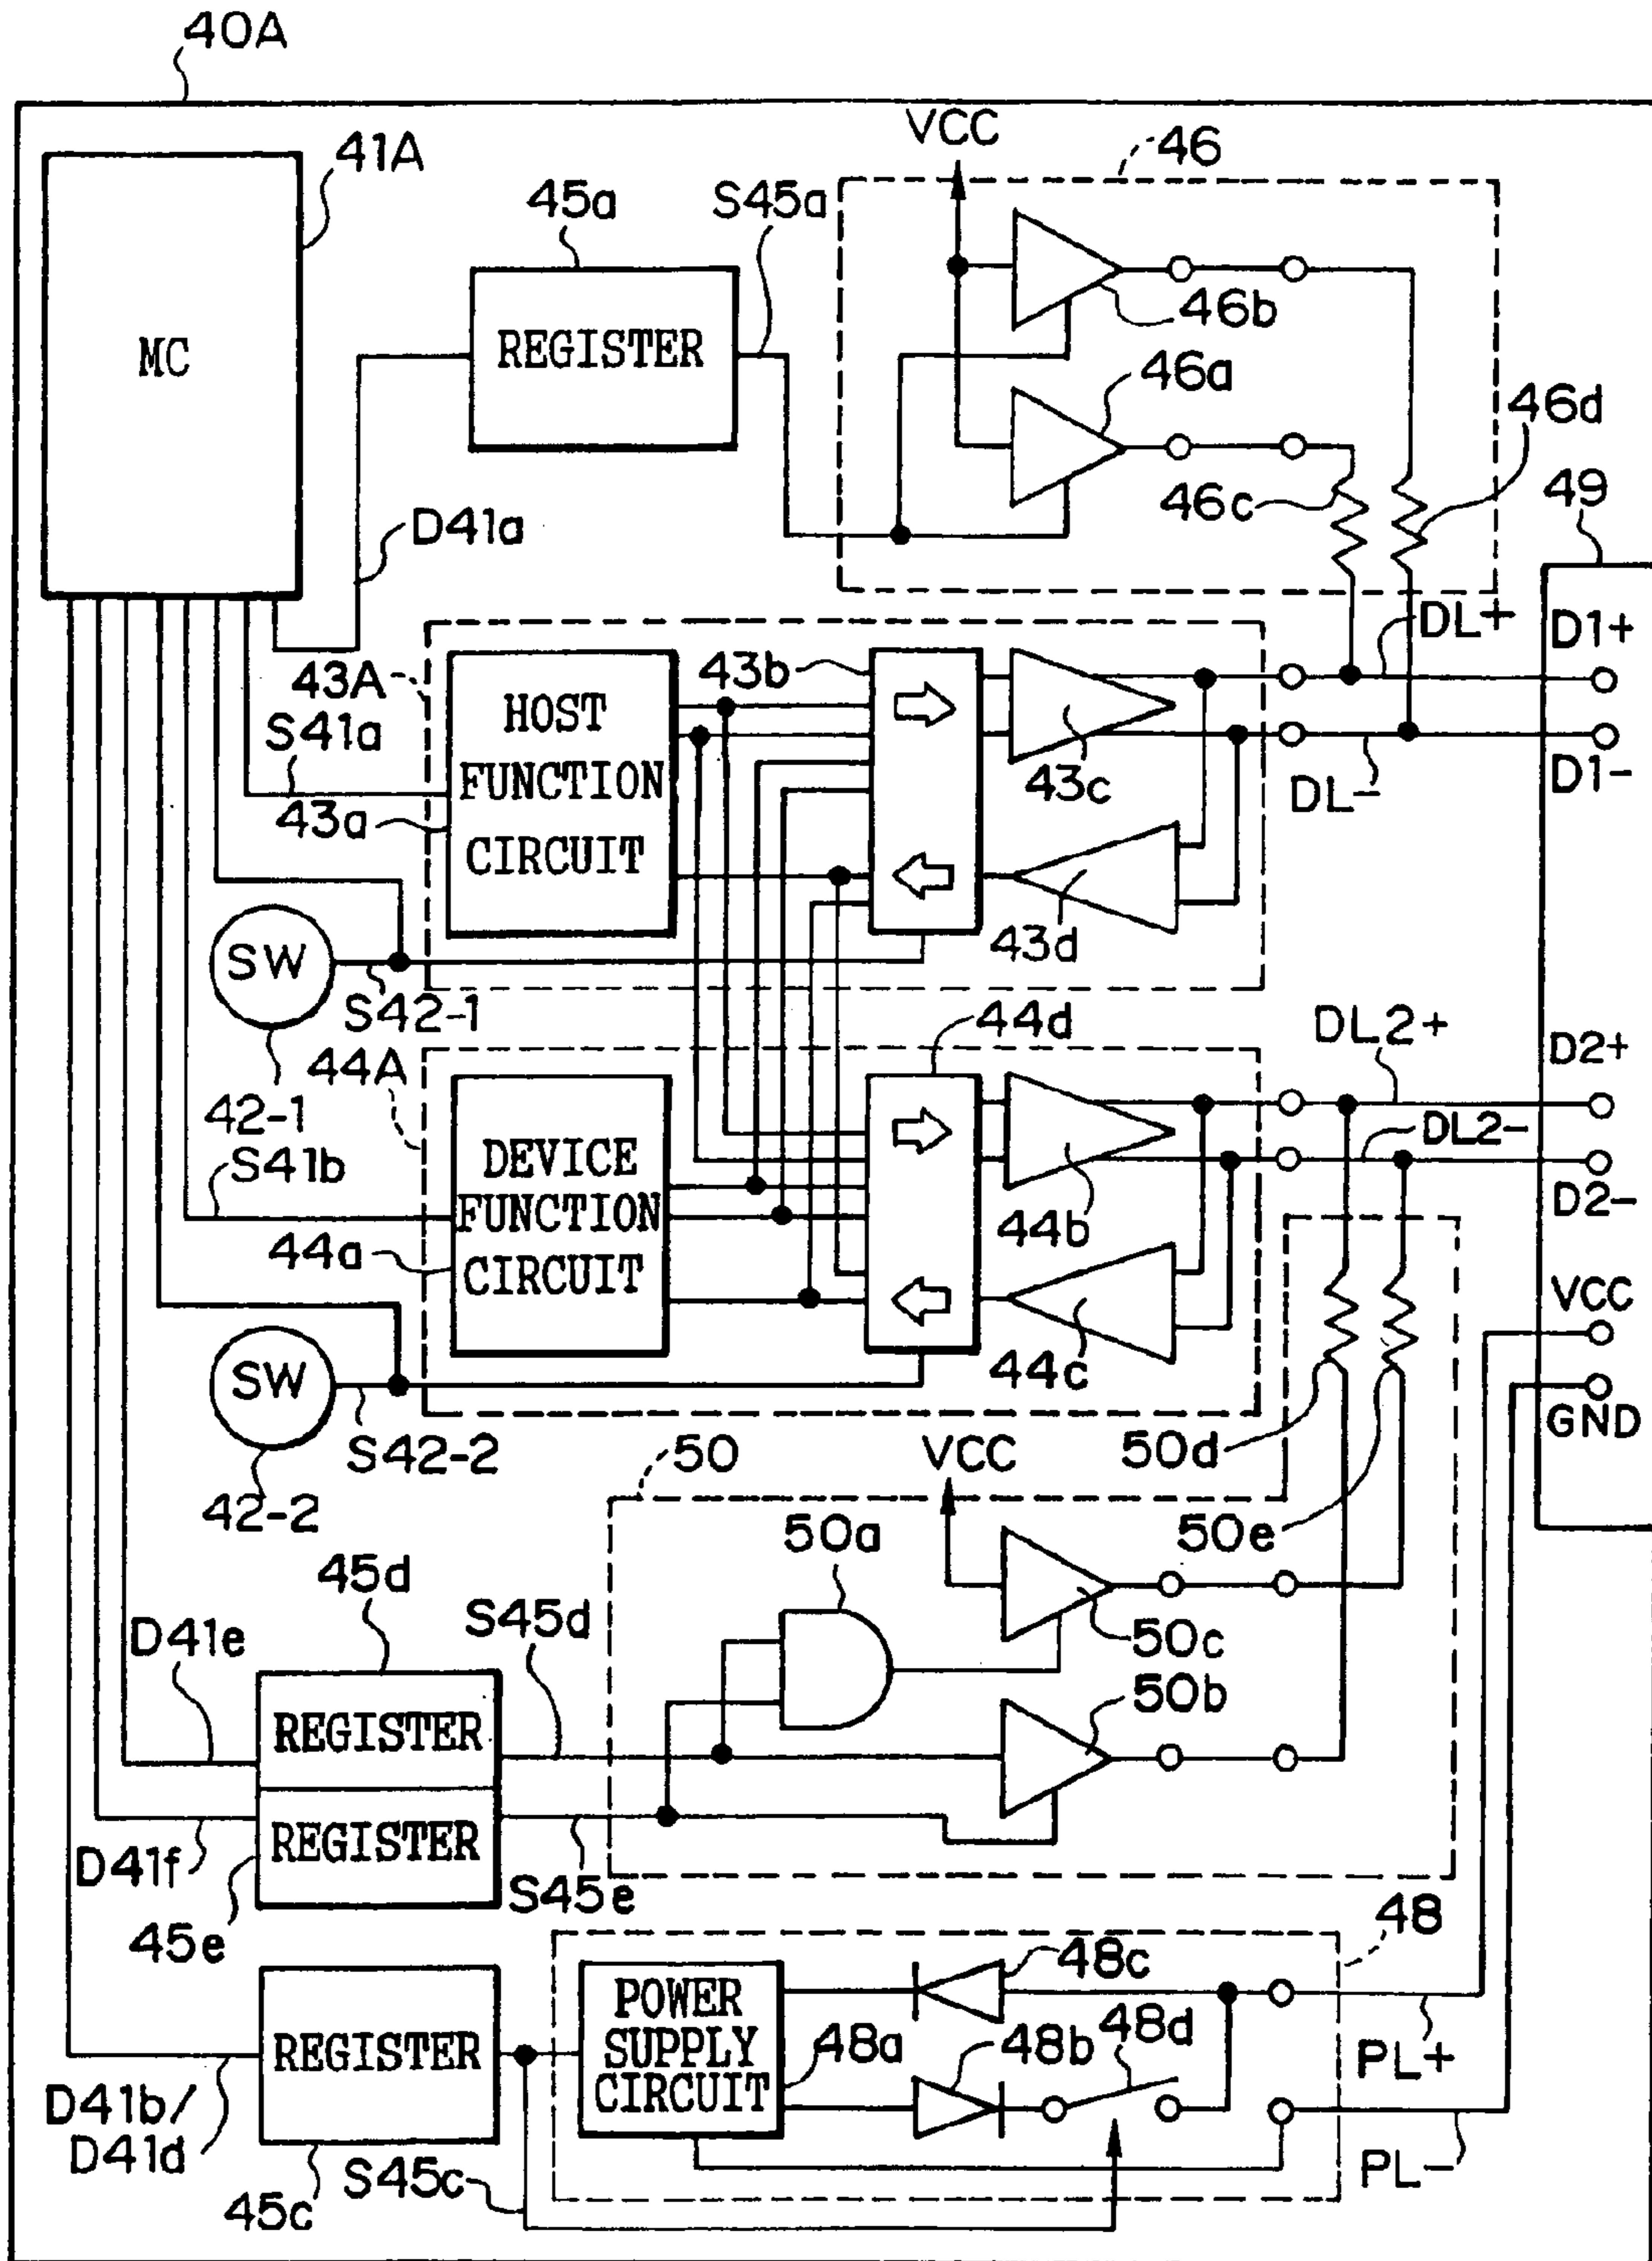 40A
VCC
46
41A
45a
S45a
46b
MC
REGISTER
46a
46d
46c
49
D41a
DL+
D1+
43A
43b
HOST
FUNCTION
CIRCUIT
S41a
43a
43c
DL-
D1-
43d
SW
S42-1
42-1
44d
DL2+
D2+
44A
DL2-
DEVICE
FUNCTION
CIRCUIT
S41b
44a
44b
D2-
VCC
44c
SW
GND
S42-2
42-2
50
VCC
50d
50a
50e
45d
S45d
D41e
50c
50b
REGISTER
REGISTER
D41f
S45e
45e
48
48c
POWER
SUPPLY
CIRCUIT
48a
48b
48d
REGISTER
PL+
D41b/
D41d
S45c
PL-
45c